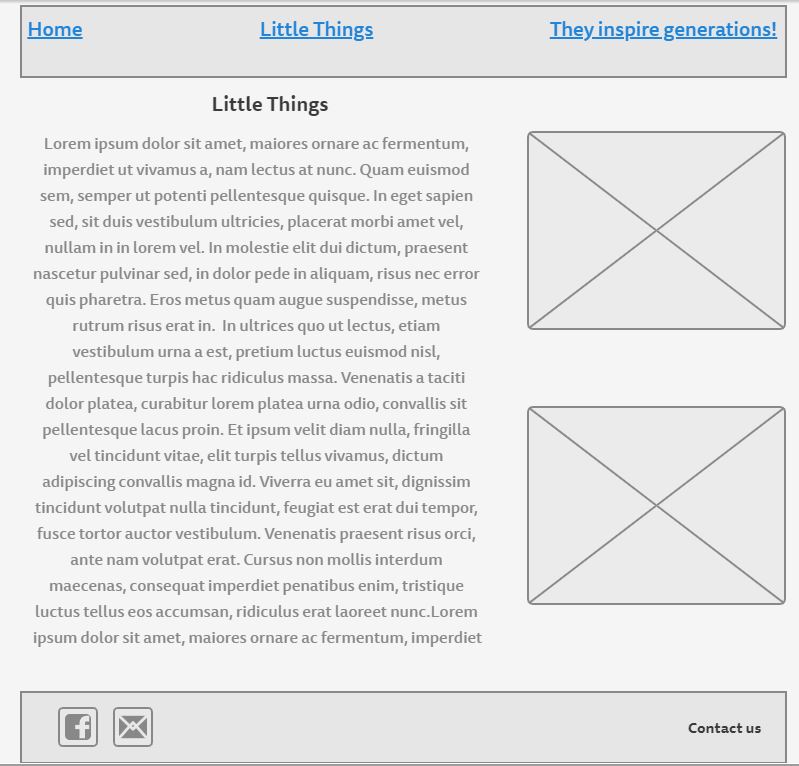 Home Little Things They inspire generations!
Little Things
Lorem ipsum dolor sit amet, maiores ornare ac fermentum,
imperdiet ut vivamus a, nam lectus at nunc. Quam euismod
sem, semper ut potenti pellentesque quisque. In eget sapien
sed, sit duis vestibulum ultricies, placerat morbi amet vel,
nullam in in lorem vel. In molestie elit dui dictum, praesent
nascetur pulvinar sed, in dolor pede in aliquam, risus nec error
quis pharetra. Eros metus quam augue suspendisse, metus
rutrum risus erat in.  In ultrices quo ut lectus, etiam
vestibulum urna a est, pretium luctus euismod nisl,
pellentesque turpis hac ridiculus massa. Venenatis a taciti
dolor platea, curabitur lorem platea urna odio, convallis sit
pellentesque lacus proin. Et ipsum velit diam nulla, fringilla
vel tincidunt vitae, elit turpis tellus vivamus, dictum
adipiscing convallis magna id. Viverra eu amet sit, dignissim
tincidunt volutpat nulla tincidunt, feugiat est erat dui tempor,
fusce tortor auctor vestibulum. Venenatis praesent risus orci,
ante nam volutpat erat. Cursus non mollis interdum
maecenas, consequat imperdiet penatibus enim, tristique
luctus tellus eos accumsan, ridiculus erat laoreet nunc.Lorem
ipsum dolor sit amet, maiores ornare ac fermentum, imperdiet
Contact us